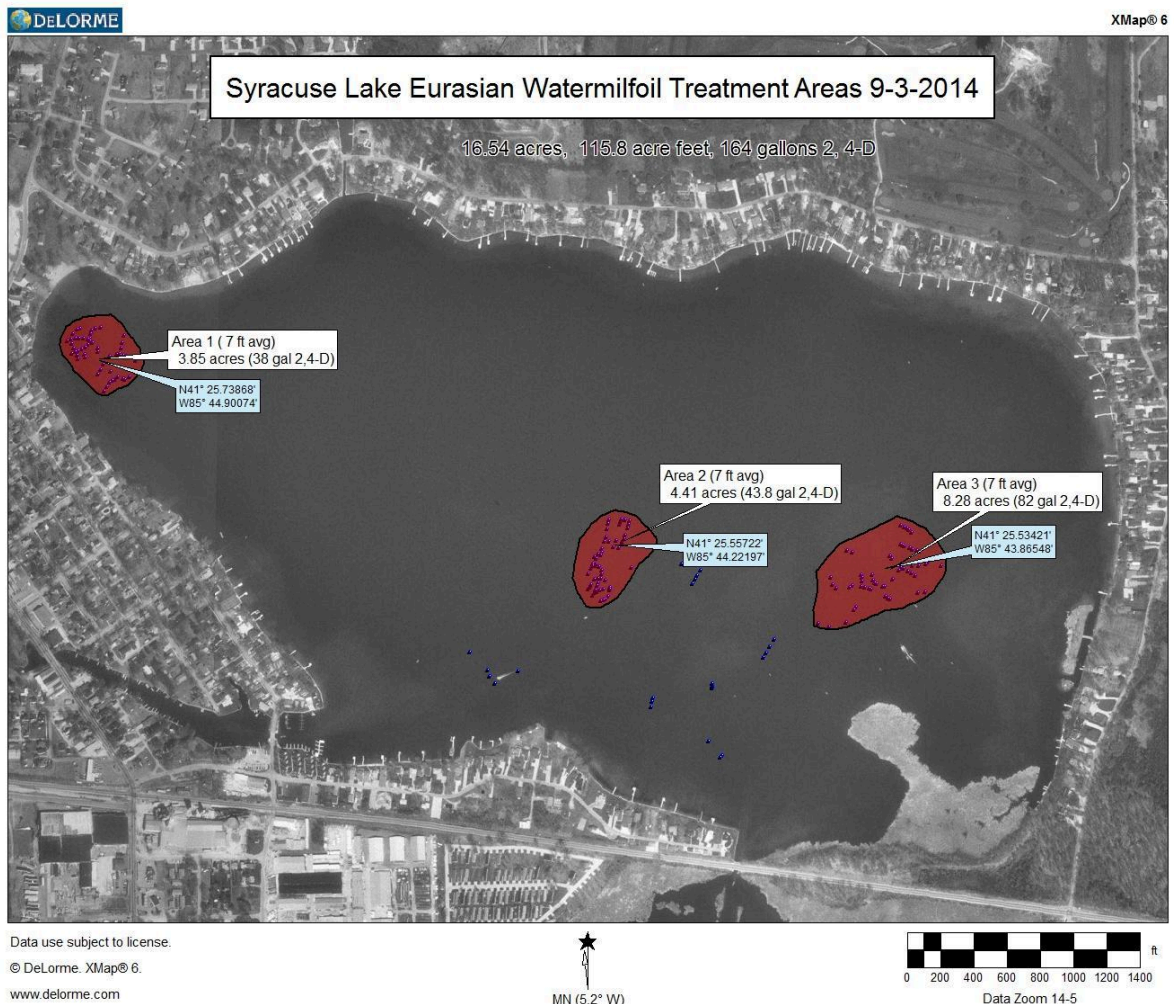 DELORME
XMap® 6
Syracuse Lake Eurasian Watermilfoil Treatment Areas 9-3-2014
16.54 acres,  115.8 acre feet, 164 gallons 2, 4-D
Area 1 ( 7 ft avg)
3.85 acres (38 gal 2,4-D)
N41° 25.73868'
W85° 44.90074'
Area 2 (7 ft avg)
4.41 acres (43.8 gal 2,4-D)
N41° 25.55722'
W85° 44.22197'
Area 3 (7 ft avg)
8.28 acres (82 gal 2,4-D)
N41° 25.53421'
W85° 43.86548'
Data use subject to license.
© DeLorme. XMap® 6.
www.delorme.com
MN (5.2° W)
ft
0 200 400 600 800 1000 1200 1400
Data Zoom 14-5